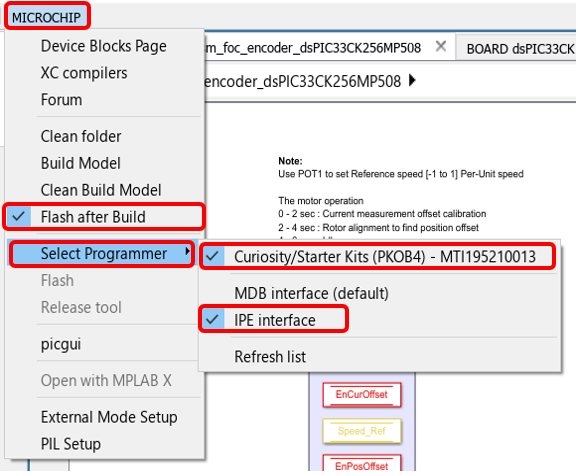 MICROCHIP
m_foc_encoder_dsPIC33CK256MP508
BOARD dsPIC33CK
encoder_dsPIC33CK256MP508
Device Blocks Page
XC compilers
Forum
Clean folder
Build Model
Clean Build Model
Flash after Build
Select Programmer
Flash
Release tool
picgui
Open with MPLAB X
External Mode Setup
PIL Setup
Note:
Use POT1 to set Reference speed [-1 to 1] Per-Unit speed
The motor operation
0 - 2 sec : Current measurement offset calibration
2 - 4 sec : Rotor alignment to find position offset
Curiosity/Starter Kits (PKOB4) - MTI195210013
MDB interface (default)
IPE interface
Refresh list
EnCurOffset
Speed_Ref
EnPosOffset